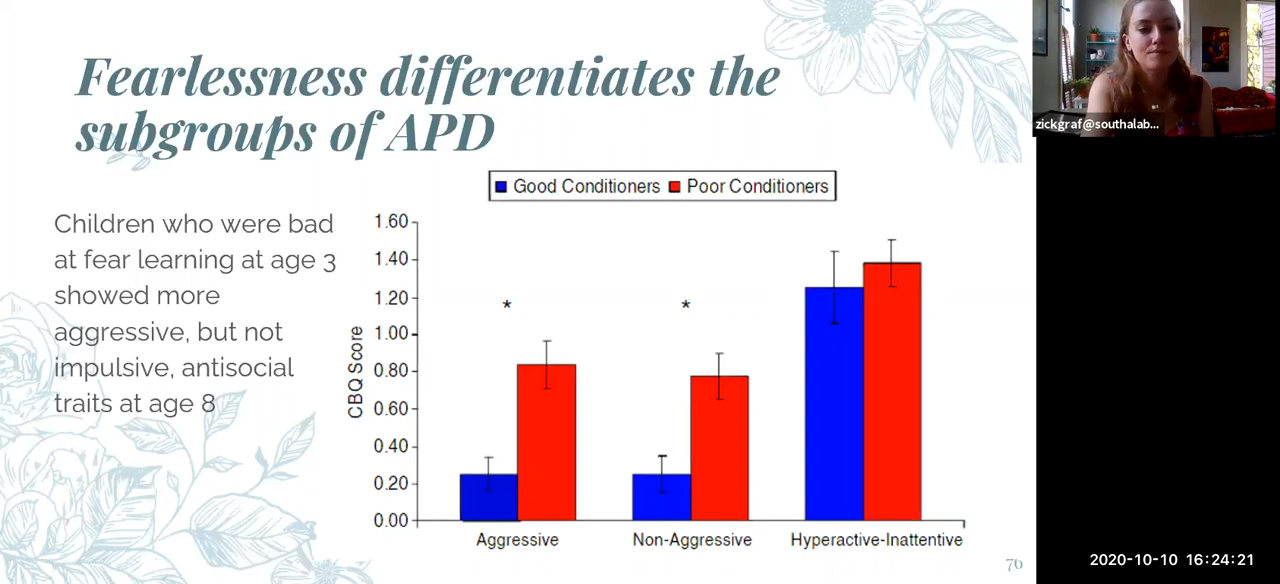 Fearlessness differentiates the
subgroups of APD
zickgraf@southalab...
Good Conditioners Poor Conditioners
Children who were bad
at fear learning at age 3
showed more
aggressive, but not
impulsive, antisocial
traits at age 8
CBQ Score
1.60
1.40
1.20
1.00
0.80
0.60
0.40
0.20
0.00
*
*
Aggressive Non-Aggressive Hyperactive-Inattentive
76
2020-10-10 16:24:21